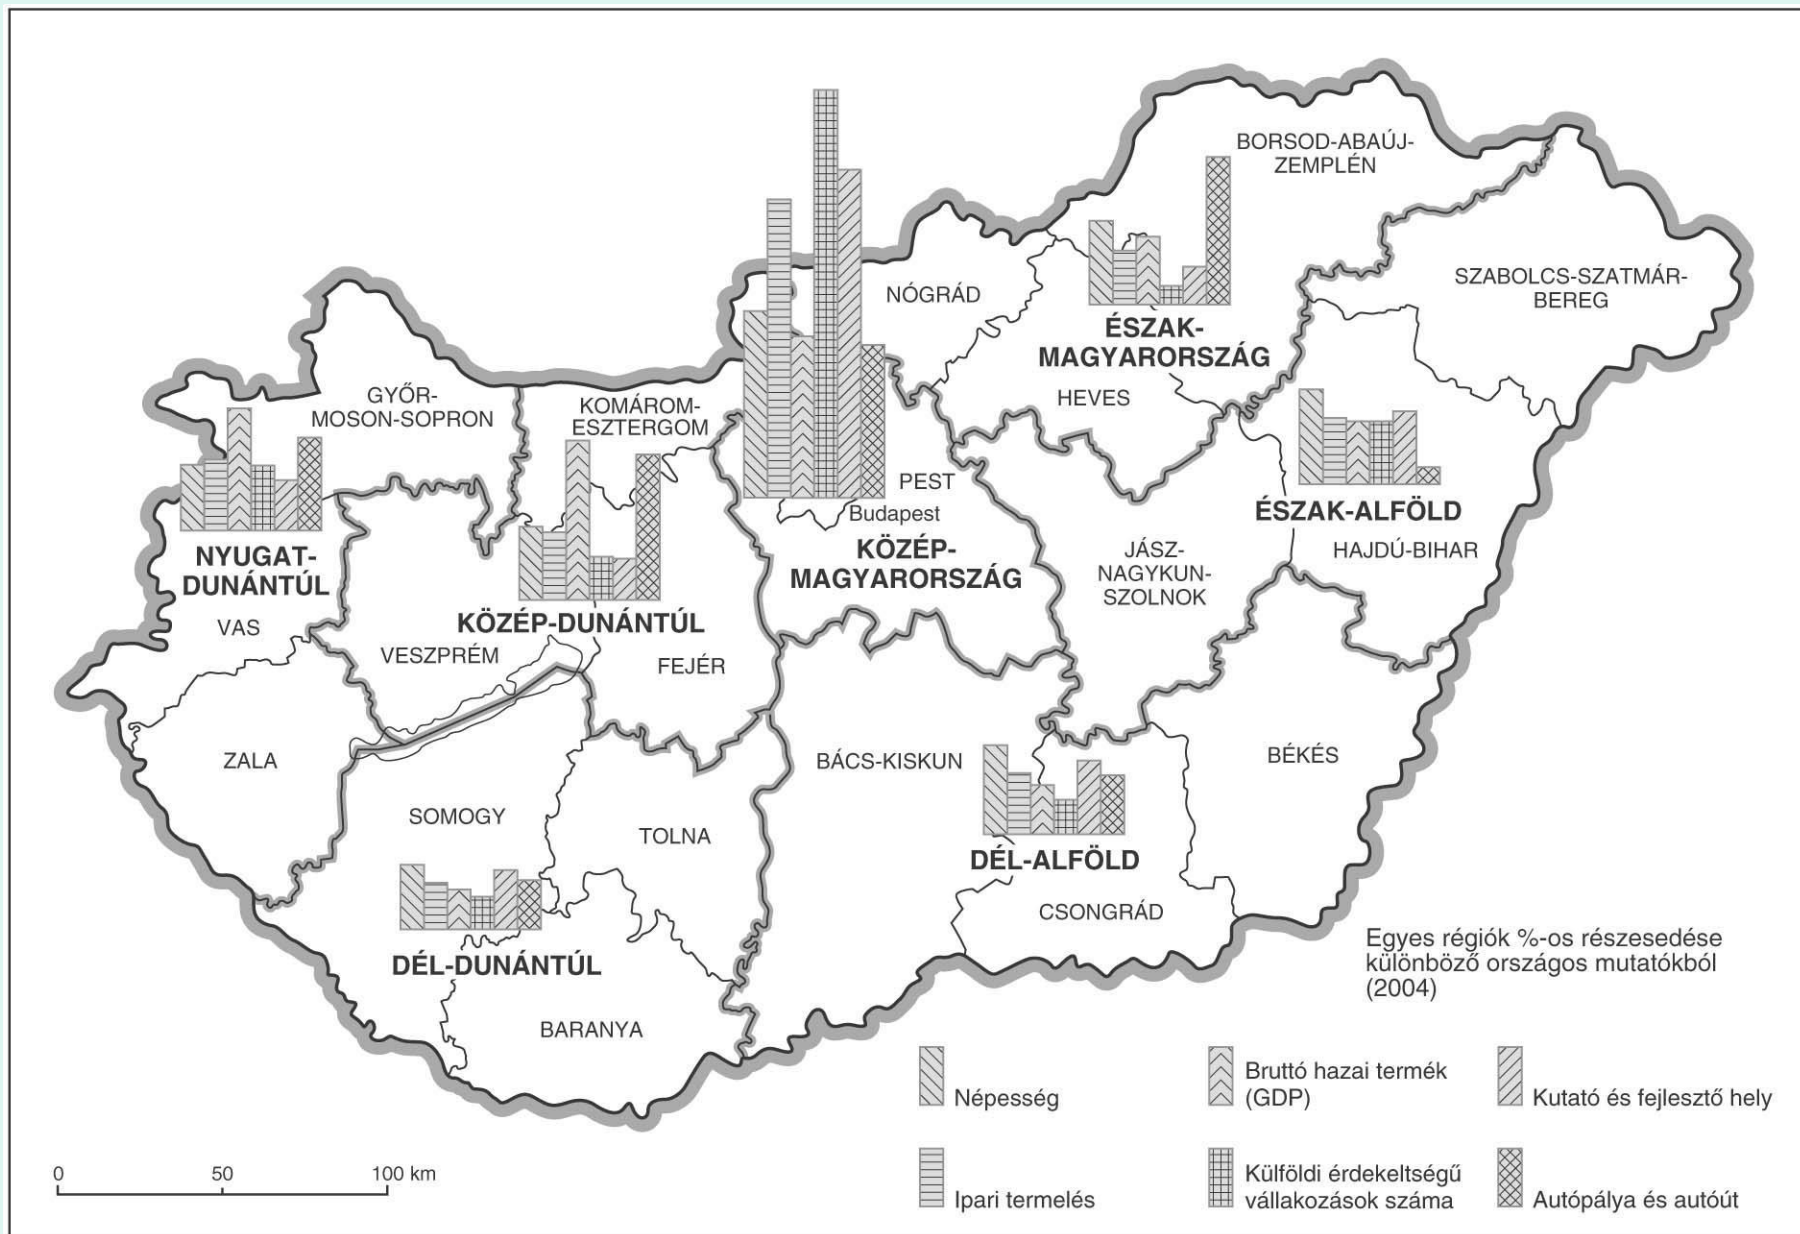 BORSOD-ABAÚJ-
ZEMPLÉN
SZABOLCS-SZATMÁR-
BEREG
NÓGRÁD
ÉSZAK-
MAGYARORSZÁG
HEVES
GYŐR-
MOSON-SOPRON
KOMÁROM-
ESZTERGOM
PEST
Budapest
KÖZÉP-
MAGYARORSZÁG
ÉSZAK-ALFÖLD
HAJDÚ-BIHAR
JÁSZ-
NAGYKUN-
SZOLNOK
NYUGAT-
DUNÁNTÚL
VAS
KÖZÉP-DUNÁNTÚL
VESZPRÉM
FEJÉR
ZALA
BÁCS-KISKUN
BÉKÉS
SOMOGY
TOLNA
DÉL-ALFÖLD
CSONGRÁD
DÉL-DUNÁNTÚL
BARANYA
Egyes régiók %-os részesedése
különböző országos mutatókból
(2004)
Népesség
Bruttó hazai termék
(GDP)
Kutató és fejlesztő hely
Ipari termelés
Külföldi érdekeltségű
vállakozások száma
Autópálya és autóút
0 50 100 km